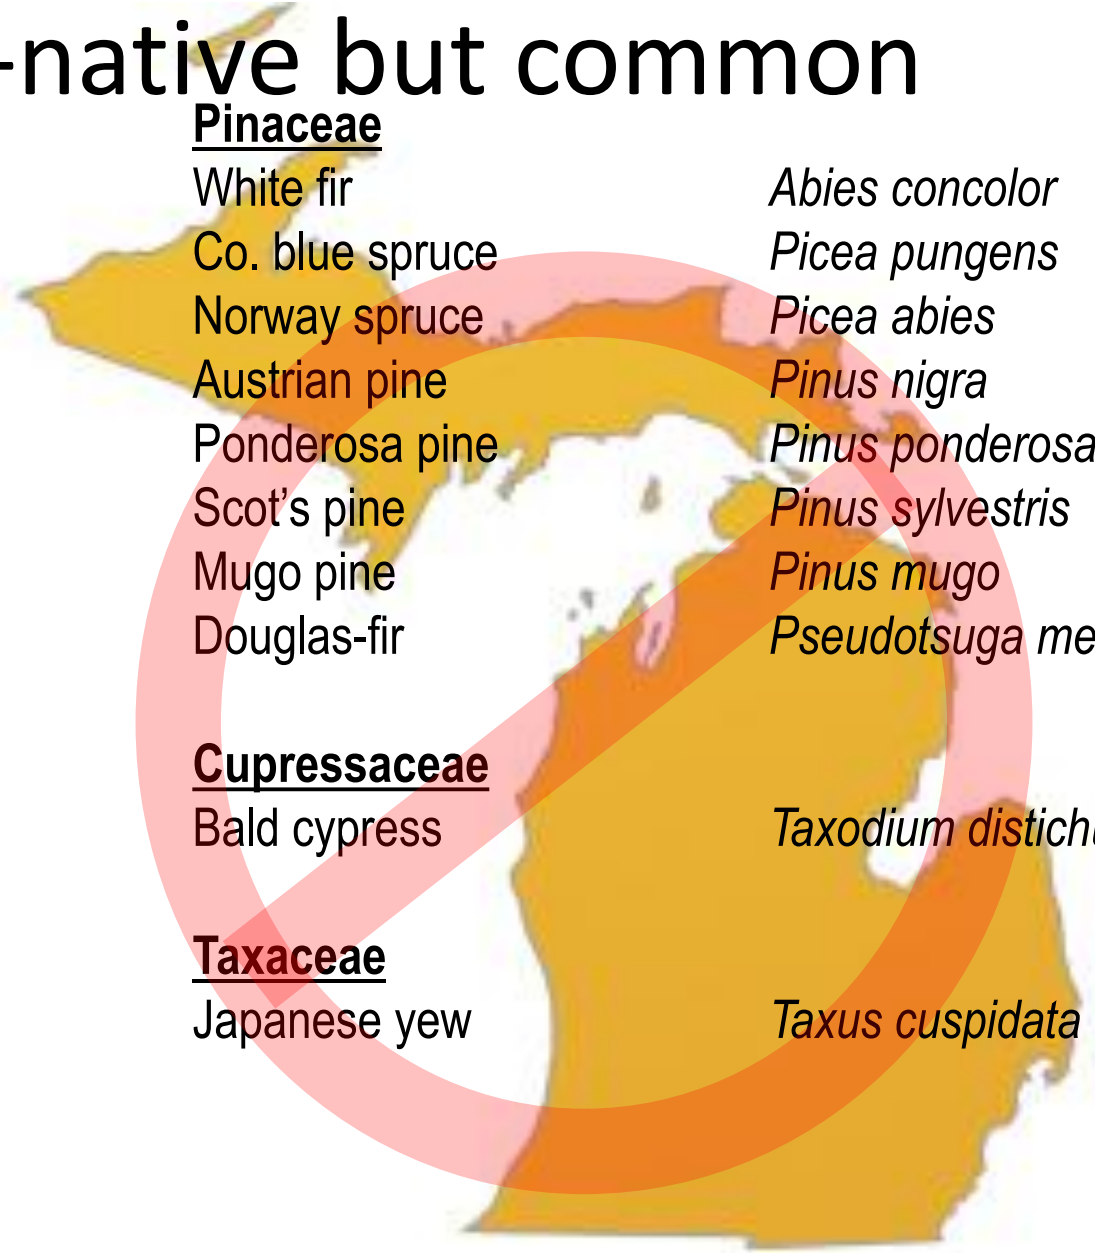 -native but common
Pinaceae
White fir Abies concolor
Co. blue spruce Picea pungens
Norway spruce Picea abies
Austrian pine Pinus nigra
Ponderosa pine Pinus ponderosa
Scot's pine Pinus sylvestris
Mugo pine Pinus mugo
Douglas-fir Pseudotsuga
Cupressaceae
Bald cypress Taxodium
Taxaceae
Japanese yew Taxus cuspidata